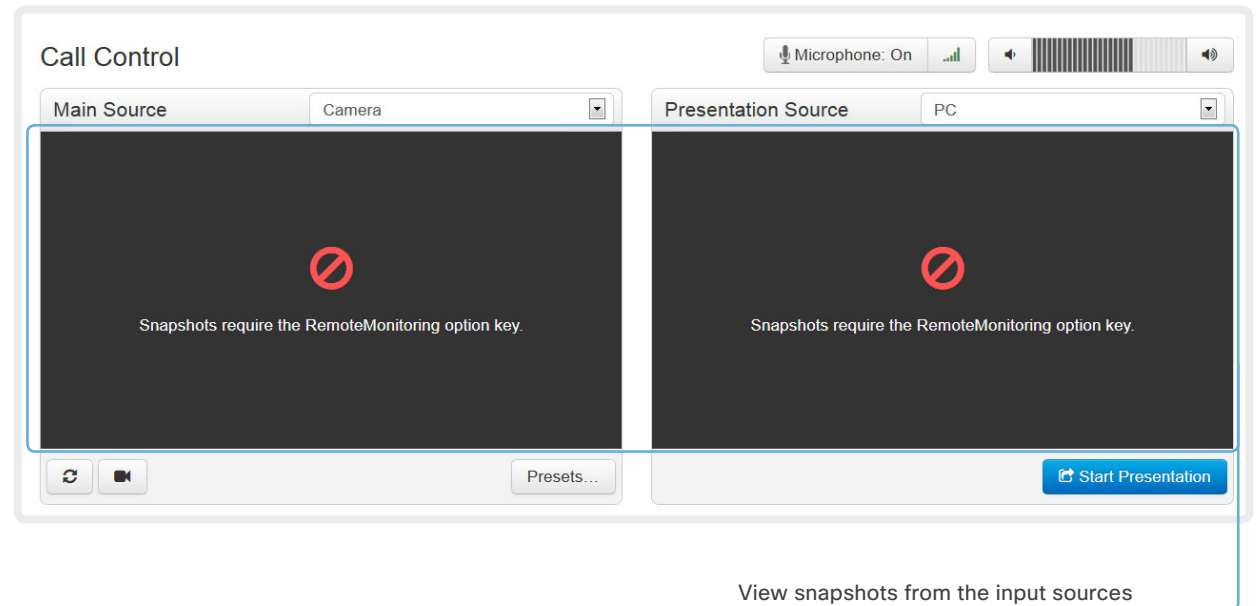 Call Control
Microphone: On
Main Source
Camera
Presentation Source
PC
Snapshots require the RemoteMonitoring option key.
Snapshots require the RemoteMonitoring option key.
Presets...
Start Presentation
View snapshots from the input sources